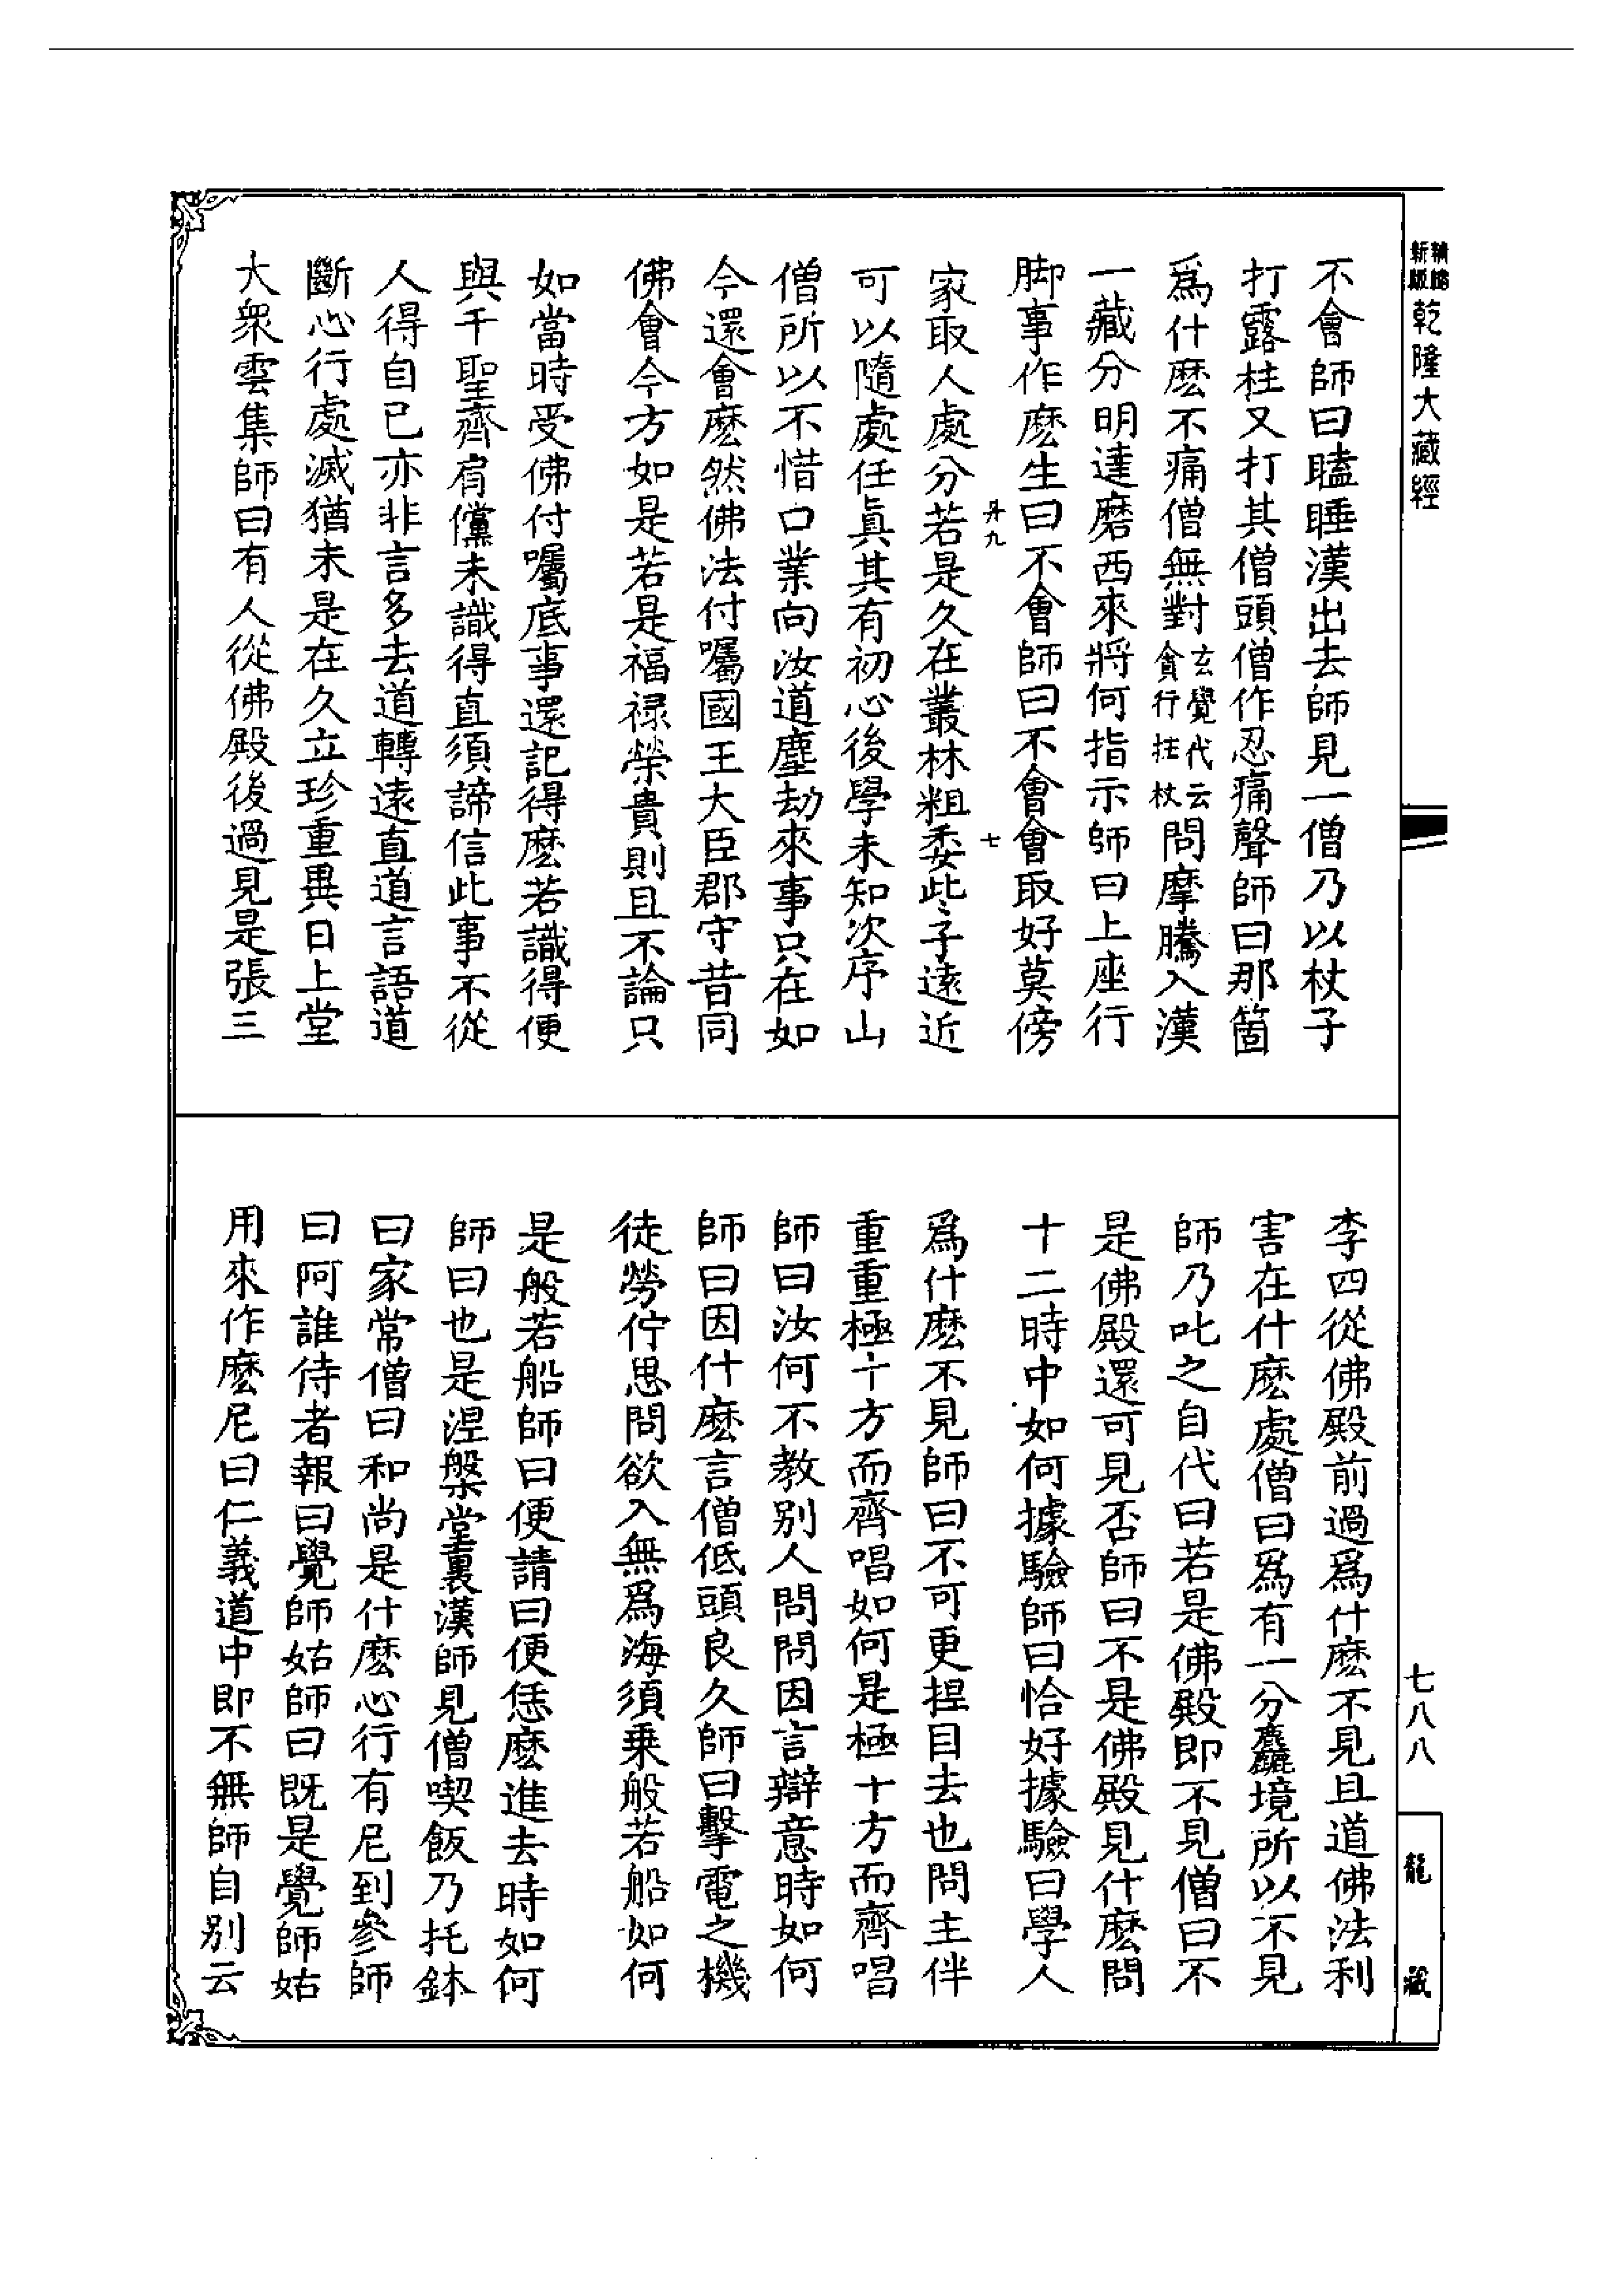 精縮
新版
乾隆大藏經
不會師曰瞌睡漢出去師見一僧乃以杖子
打露柱又打其僧頭僧作忍痛聲師曰那箇
爲什麽不痛僧無對玄覺代云貪行拄杖問摩騰入漢
一藏分明達磨西來將何指示師曰上座行
脚事作麽生曰不會師曰不會會取好莫傍
舟九
七
家取人處分若是久在叢林粗委些子遠近
可以隨處任眞其有初心後學未知次序山
僧所以不惜口業向汝道塵劫來事只在如
今還會麽然佛法付囑國王大臣郡守昔同
佛會今方如是若是福禄榮貴則且不論只
如當時受佛付囑底事還記得麽若識得便
與千聖齊肩儻未識得直須諦信此事不從
人得自已亦非言多去道轉遠直道言語道
斷心行處滅猶未是在久立珍重異日上堂
大衆雲集師曰有人從佛殿後過見是張三
李四從佛殿前過爲什麽不見且道佛法利
害在什麽處僧曰爲有一分麤境所以不見
師乃叱之自代曰若是佛殿即不見僧曰不
是佛殿還可見否師曰不是佛殿見什麽問
十二時中如何據驗師曰恰好據驗曰學人
爲什麽不見師曰不可更捏目去也問主伴
重重極十方而齊唱如何是極十方而齊唱
師曰汝何不教别人問問因言辯意時如何
師曰因什麽言僧低頭良久師曰擊電之機
徒勞佇思問欲入無爲海須乗般若船如何
是般若船師曰便請曰便恁麽進去時如何
師曰也是涅槃堂裏漢師見僧喫飯乃托鉢
曰家常僧曰和尚是什麽心行有尼到參師
曰阿誰侍者報曰覺師姑師曰既是覺師姑
用來作麽尼曰仁義道中即不無師自别云
七八八
龍藏